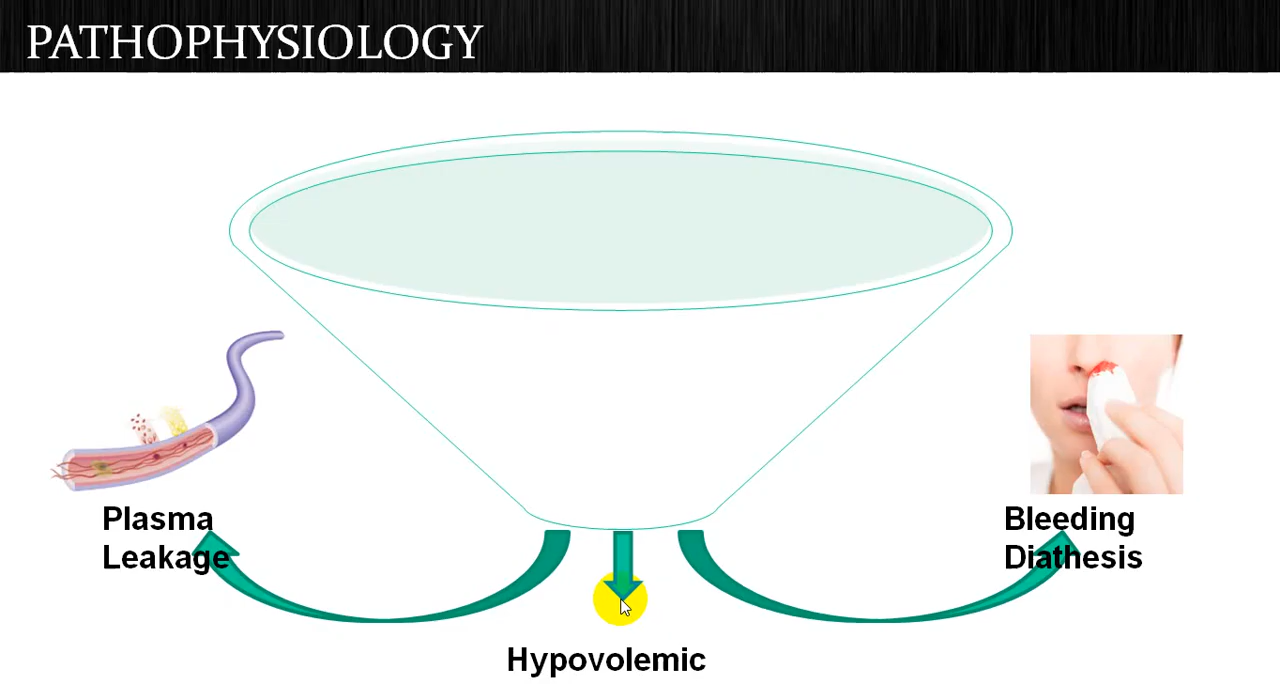 PATHOPHYSIOLOGY
Plasma
Leakage
Bleeding
Diathesis
Hypovolemic